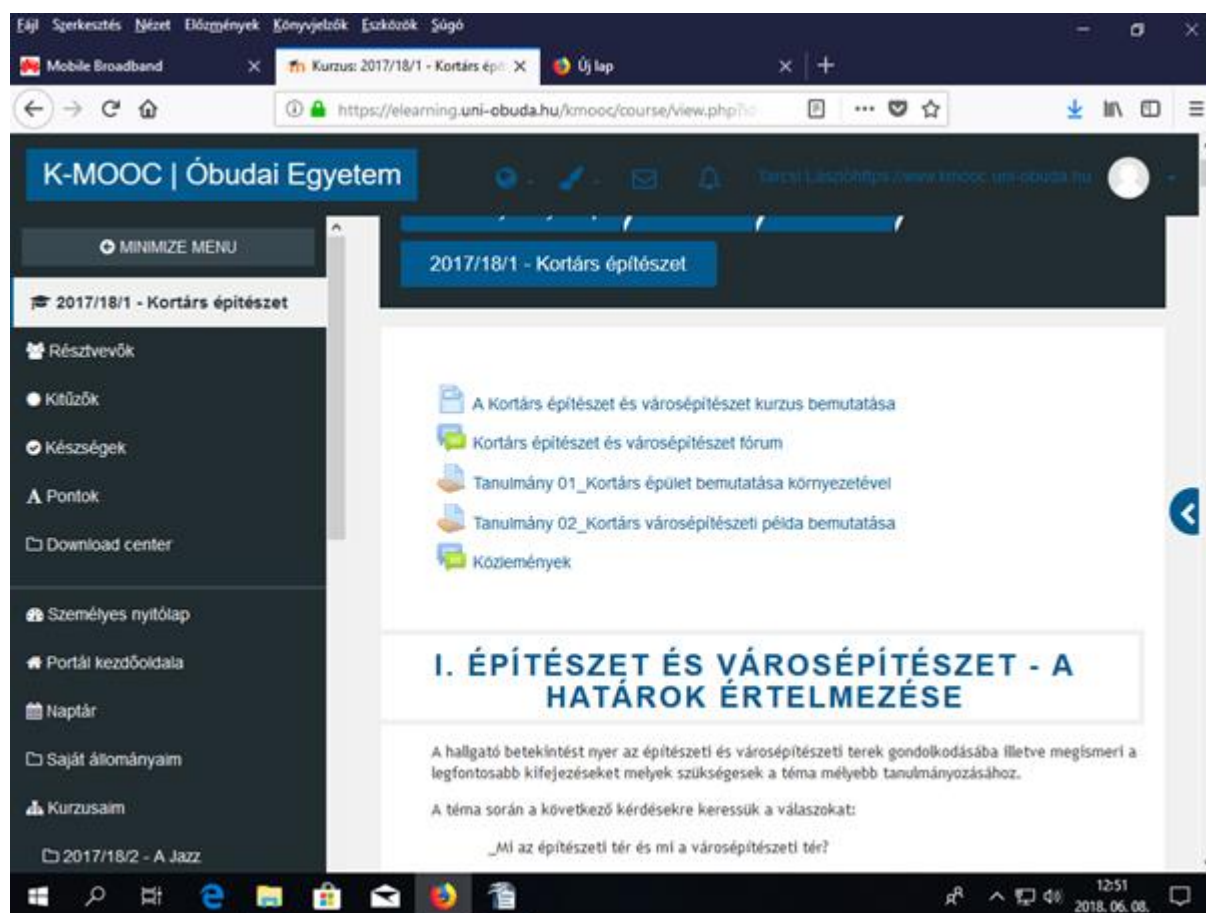 Fájl Szerkesztés Nézet Előzmények Könyvjelzők Eszközök Súgó
Mobile Broadband
Kurzus: 2017/18/1 - Kortárs épí
Új lap
https://elearning.uni-obuda.hu/kmooc/course/view.php?
K-MOOC | Óbudai Egyetem
MINIMIZE MENU
2017/18/1 - Kortárs építészet
Résztvevők
Kitűzők
Készségek
Pontok
Download center
Személyes nyitólap
Portál kezdőoldala
Naptár
Saját állományaim
Kurzusaim
2017/18/2 - A Jazz
2017/18/1 - Kortárs építészet
A Kortárs építészet és városépítészet kurzus bemutatása
Kortárs építészet és városépítészet fórum
Tanulmány 01_Kortárs épület bemutatása környezetével
Tanulmány 02_Kortárs városépítészeti példa bemutatása
Közlemények
I. ÉPÍTÉSZET ÉS VÁROSÉPÍTÉSZET - A
HATÁROK ÉRTELMEZÉSE
A hallgató betekintést nyer az építészeti és városépítészeti terek gondolkodásába illetve megismeri a
legfontosabb kifejezéseket melyek szükségesek a téma mélyebb tanulmányozásához.
A téma során a következő kérdésekre keressük a válaszokat:
_Mi az építészeti tér és mi a városépítészeti tér?
12:51
2018. 06. 08.